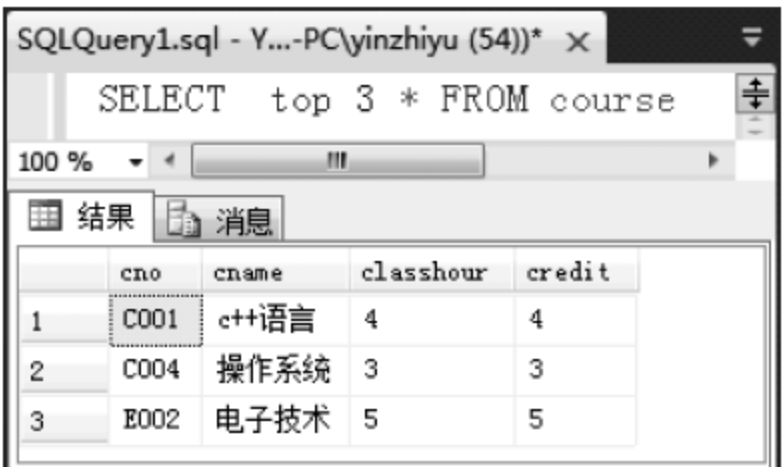 SQLQuery1.sql - Y...-PC\yinzhiyu (54))* ×
SELECT top 3 * FROM course
100 %
结果 消息
cno cname classhour credit
1 C001 c++语言 4 4
2 C004 操作系统 3 3
3 E002 电子技术 5 5